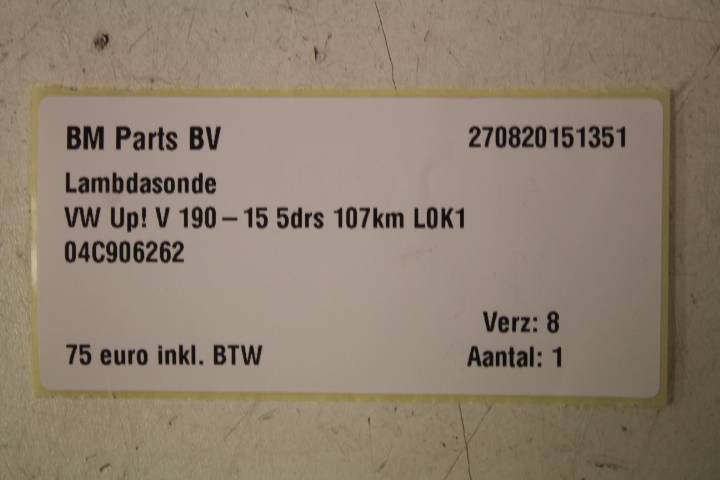 BM Parts BV 270820151351
Lambdasonde
VW Up! V 190-15 5drs 107km L0K1
04C906262
Verz: 8
75 euro inkl. BTW Aantal: 1